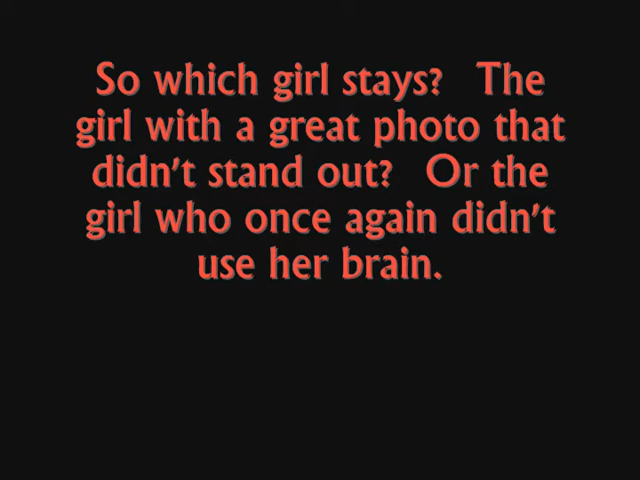 So which girl stays? The
girl with a great photo that
didn't stand out? Or the
girl who once again didn't
use her brain.